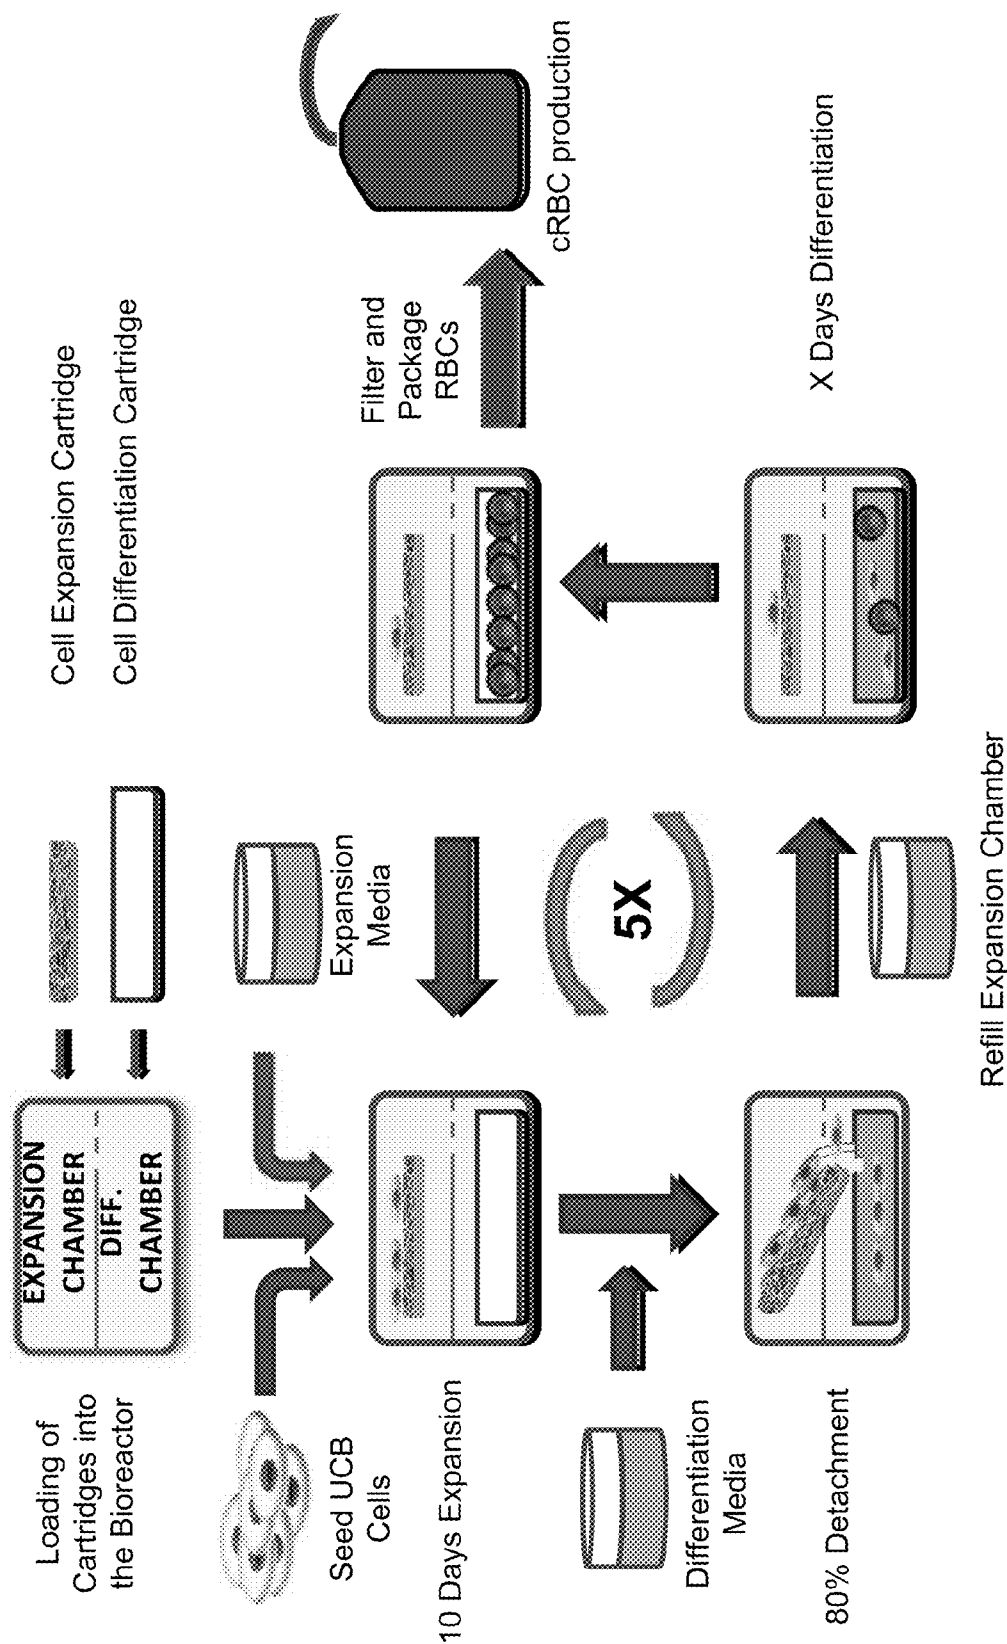 Loading of
Cartridges into
the Bioreactor
EXPANSION
CHAMBER
DIFF.
CHAMBER
Cell Expansion Cartridge
Cell Differentiation Cartridge
Seed UCB
Cells
Expansion
Media
10 Days Expansion
Filter and
Package
RBCs
cRBC production
Differentiation
Media
5X
80% Detachment
Refill Expansion Chamber
X Days Differentiation